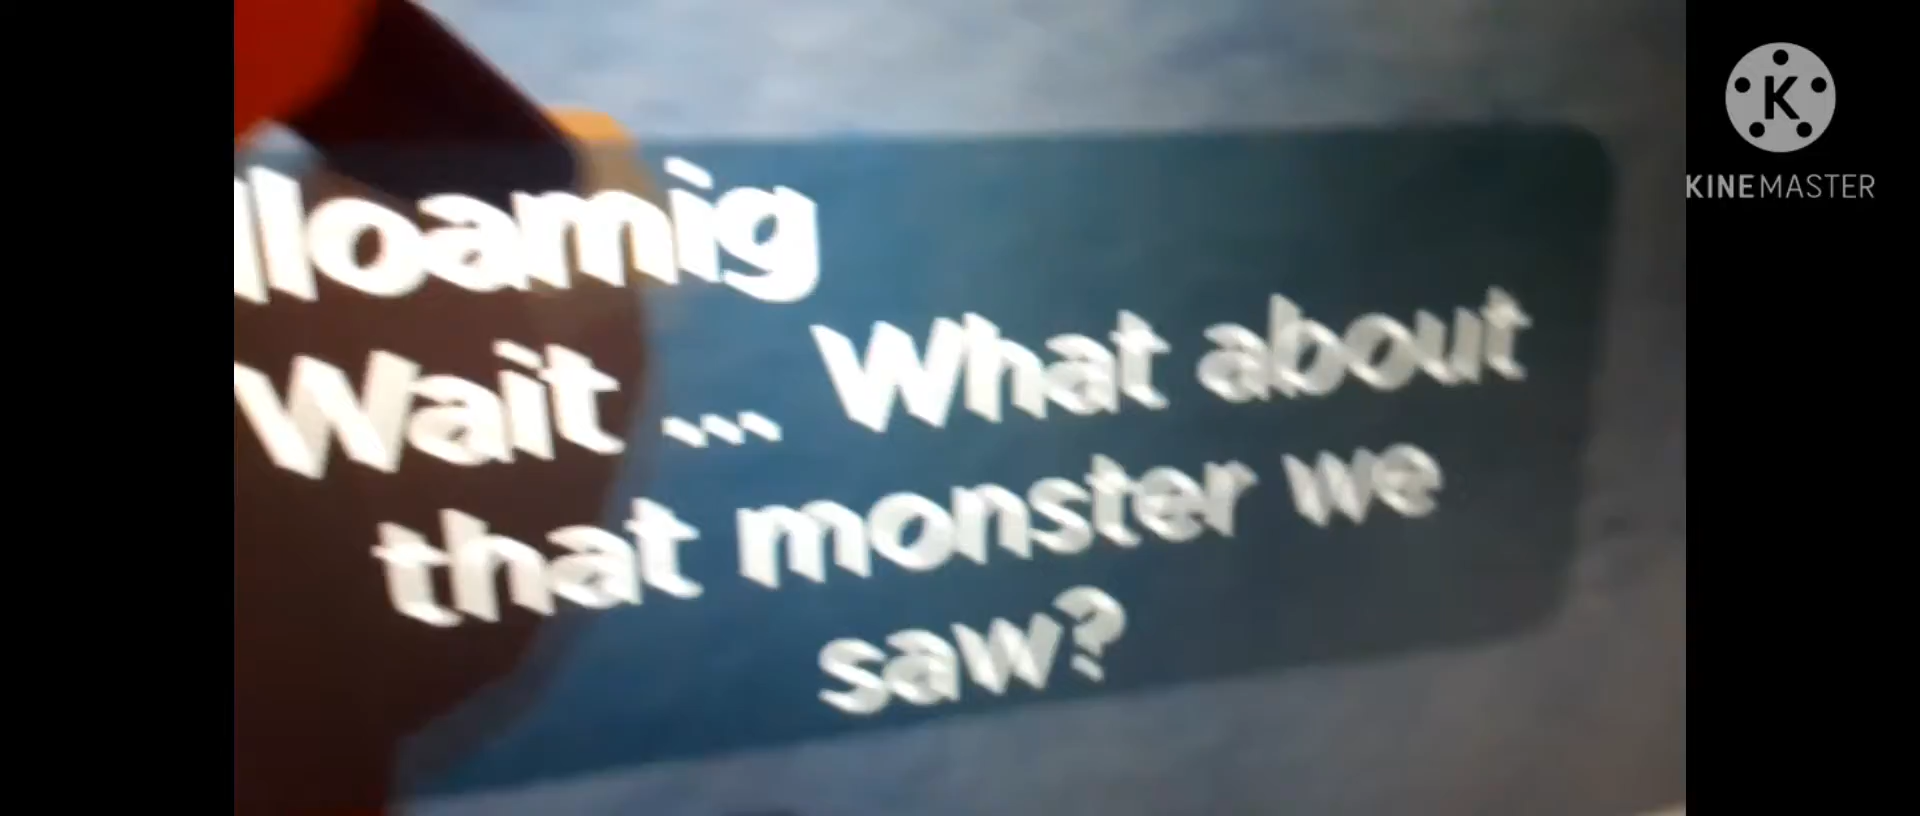 lloamig
Wait ... What about
that monster we
saw?
K
KINEMASTER